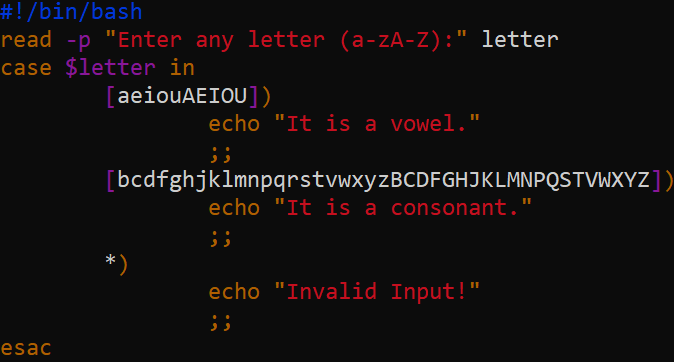 #!/bin/bash
read -p "Enter any letter (a-zA-Z):" letter
case $letter in
        [aeiouAEIOU])
                echo "It is a vowel."
                ;;
        [bcdfghjklmnpqrstvwxyzBCDFGHJKLMNPQSTVWXYZ])
                echo "It is a consonant."
                ;;
        *)
                echo "Invalid Input!"
                ;;
esac